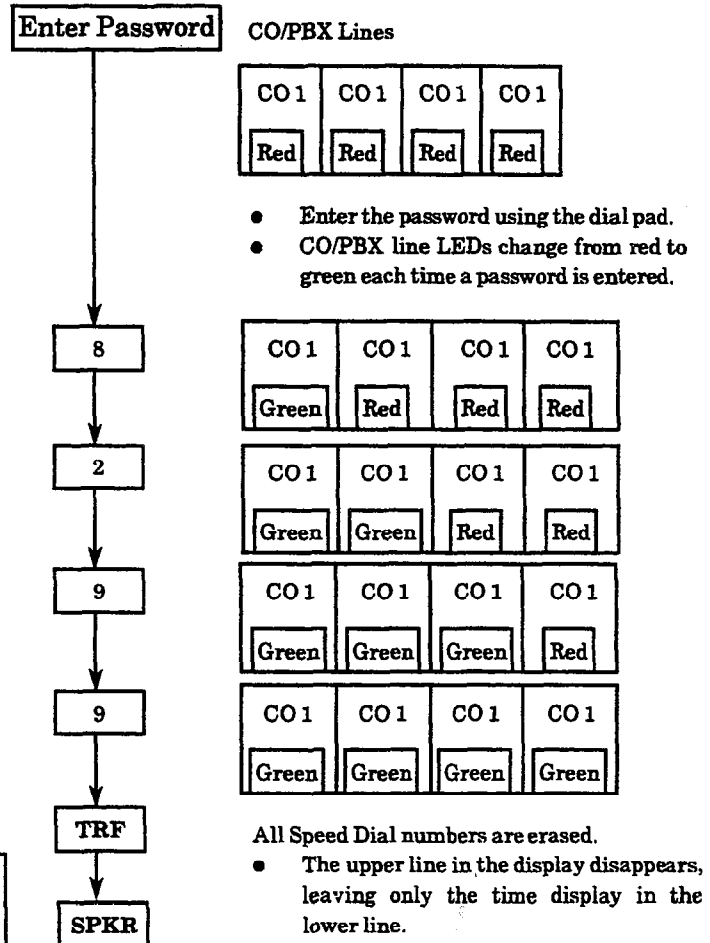 Enter Password
CO/PBX Lines
CO 1 CO 1 CO 1 CO 1
Red Red Red Red
● Enter the password using the dial pad.
● CO/PBX line LEDs change from red to
green each time a password is entered.
8
CO 1 CO 1 CO 1 CO 1
Green Red Red Red
2
CO 1 CO 1 CO 1 CO 1
Green Green Red Red
9
CO 1 CO 1 CO 1 CO 1
Green Green Green Red
9
CO 1 CO 1 CO 1 CO 1
Green Green Green Green
TRF
All Speed Dial numbers are erased.
● The upper line in the display disappears,
leaving only the time display in the
lower line.
SPKR